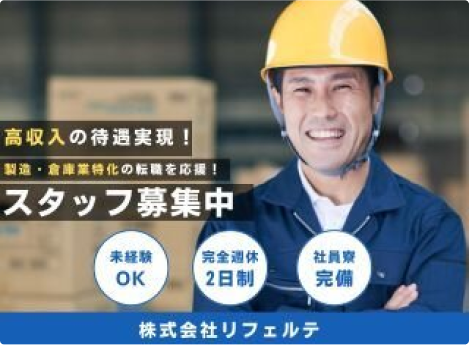 高収入の待遇実現！
製造・倉庫業特化の転職を応援！
スタッフ募集中
未経験
OK
完全週休
2日制
社員寮
完備
株式会社リフェルテ